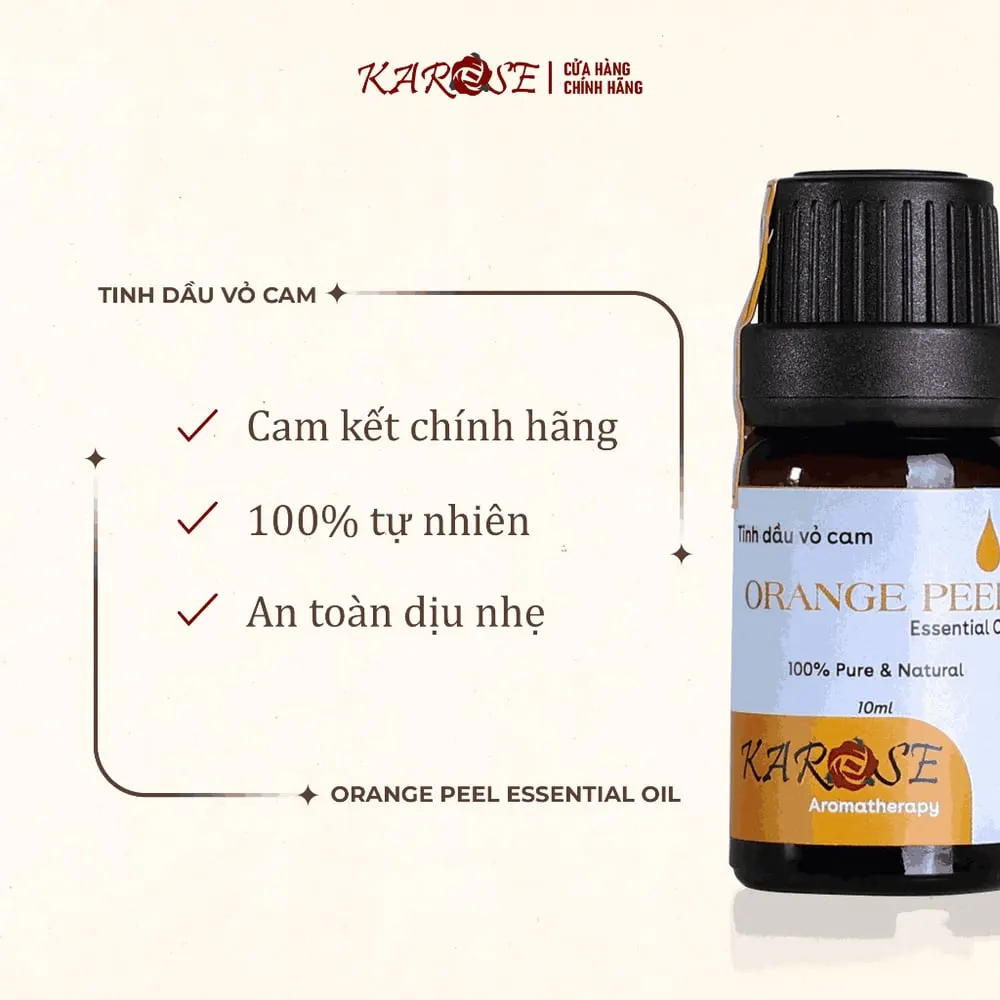 KAROSE
CỬA HÀNG
CHÍNH HÃNG
TINH DẦU VỎ CAM
Cam kết chính hãng
100% tự nhiên
An toàn dịu nhẹ
ORANGE PEEL ESSENTIAL OIL
Tinh dầu vỏ cam
ORANGE PEEL
Essential O
100% Pure & Natural
10ml
KAROSE
Aromatherapy